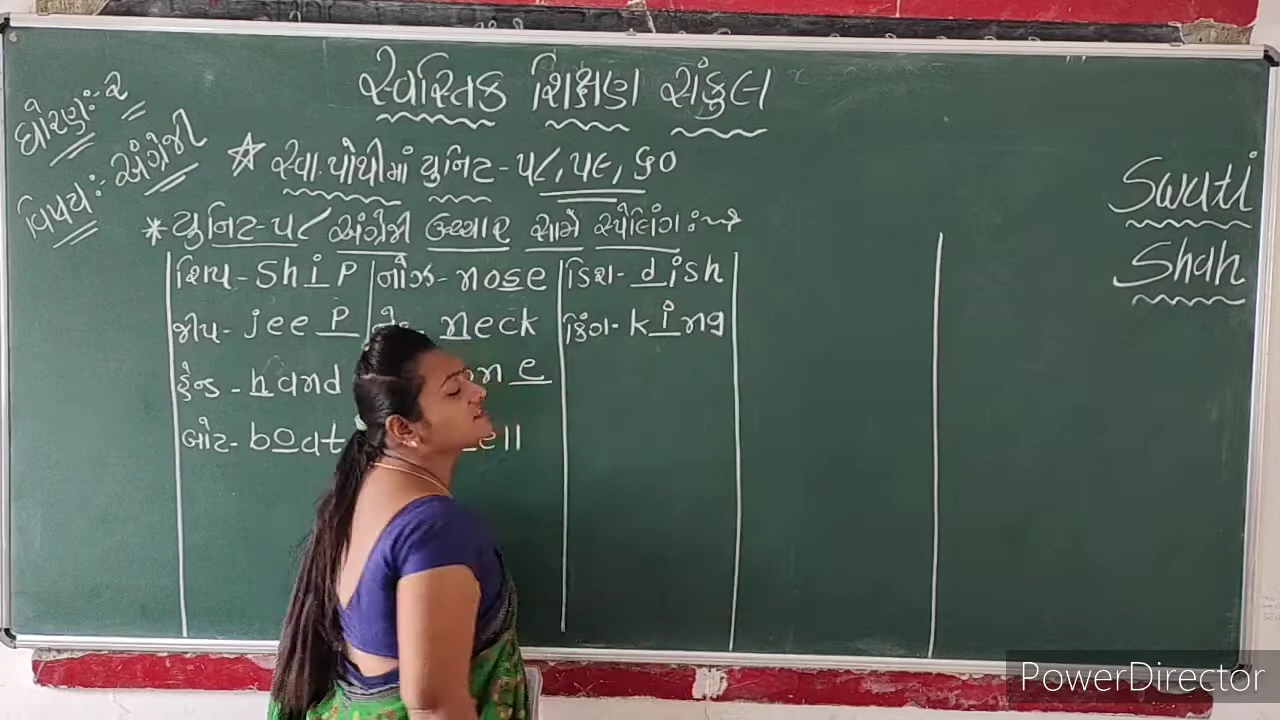 સ્વસ્તિક શિક્ષણ સંકુલ
ધોરણઃ- ૨
વિષયઃ- અંગ્રેજી
સ્વા.પોથીમાં યુનિટ - ૫૮, ૫૯, ૬૦
* યુનિટ-૫૮ અંગ્રેજી ઉચ્ચાર સામે સ્પેલિંગ :→
શિપ - ship નોઝ - nose ડિશ - dish
જીપ - jeep neck કિંગ - king
હેન્ડ - hand
બોટ - boat
Swati
Shah
PowerDirector